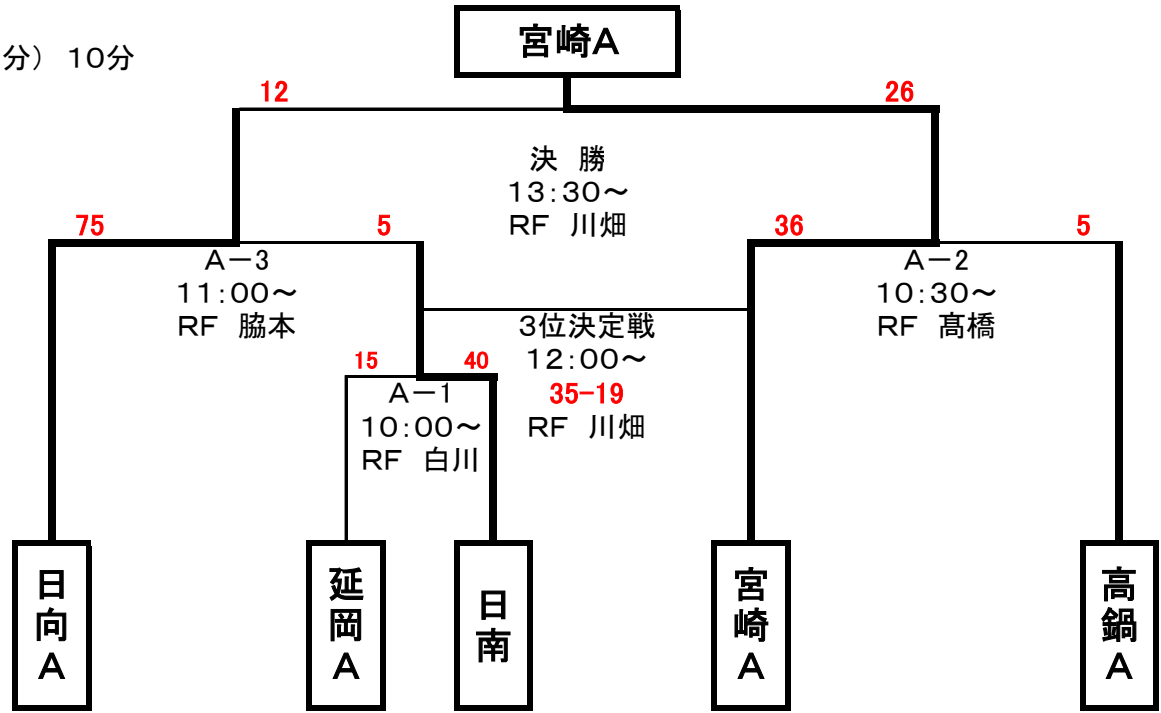 宮崎A
分) 10分
12
26
決 勝
13:30~
RF 川畑
75
5
36
5
A-3
11:00~
RF 脇本
A-2
10:30~
RF 髙橋
3位決定戦
12:00~
35-19
RF 川畑
15
40
A-1
10:00~
RF 白川
日向A
延岡A
日南
宮崎A
高鍋A